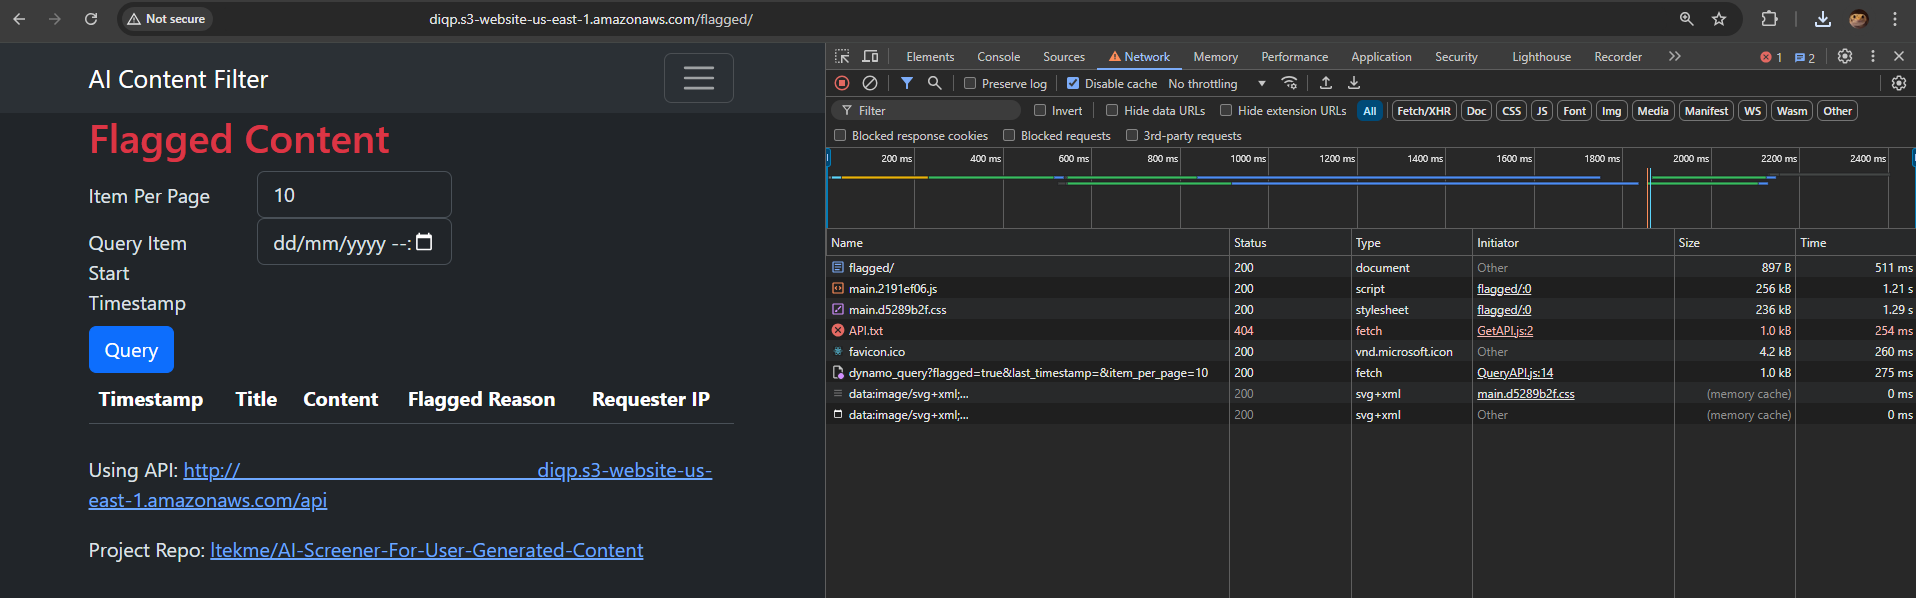 Not secure
diqp.s3-website-us-east-1.amazonaws.com/flagged/
AI Content Filter
Flagged Content
Item Per Page
10
Query Item
Start
Timestamp
dd/mm/yyyy --:
Query
Timestamp Title Content Flagged Reason Requester IP
Using API: http:// diqp.s3-website-us-
east-1.amazonaws.com/api
Project Repo: ltekme/AI-Screener-For-User-Generated-Content
Elements Console Sources Network Memory Performance Application Security Lighthouse Recorder 1 2
Preserve log Disable cache No throttling
Filter Invert Hide data URLs Hide extension URLs All Fetch/XHR Doc CSS JS Font Img Media Manifest WS Wasm Other
Blocked response cookies Blocked requests 3rd-party requests
200 ms 400 ms 600 ms 800 ms 1000 ms 1200 ms 1400 ms 1600 ms 1800 ms 2000 ms 2200 ms 2400 ms
Name Status Type Initiator Size Time
flagged/ 200 document Other 897 B 511 ms
main.2191ef06.js 200 script flagged/:0 256 kB 1.21 s
main.d5289b2f.css 200 stylesheet flagged/:0 236 kB 1.29 s
API.txt 404 fetch GetAPI.js:2 1.0 kB 254 ms
favicon.ico 200 vnd.microsoft.icon Other 4.2 kB 260 ms
dynamo_query?flagged=true&last_timestamp=&item_per_page=10 200 fetch QueryAPI.js:14 1.0 kB 275 ms
data:image/svg+xml;... 200 svg+xml main.d5289b2f.css (memory cache) 0 ms
data:image/svg+xml;... 200 svg+xml Other (memory cache) 0 ms